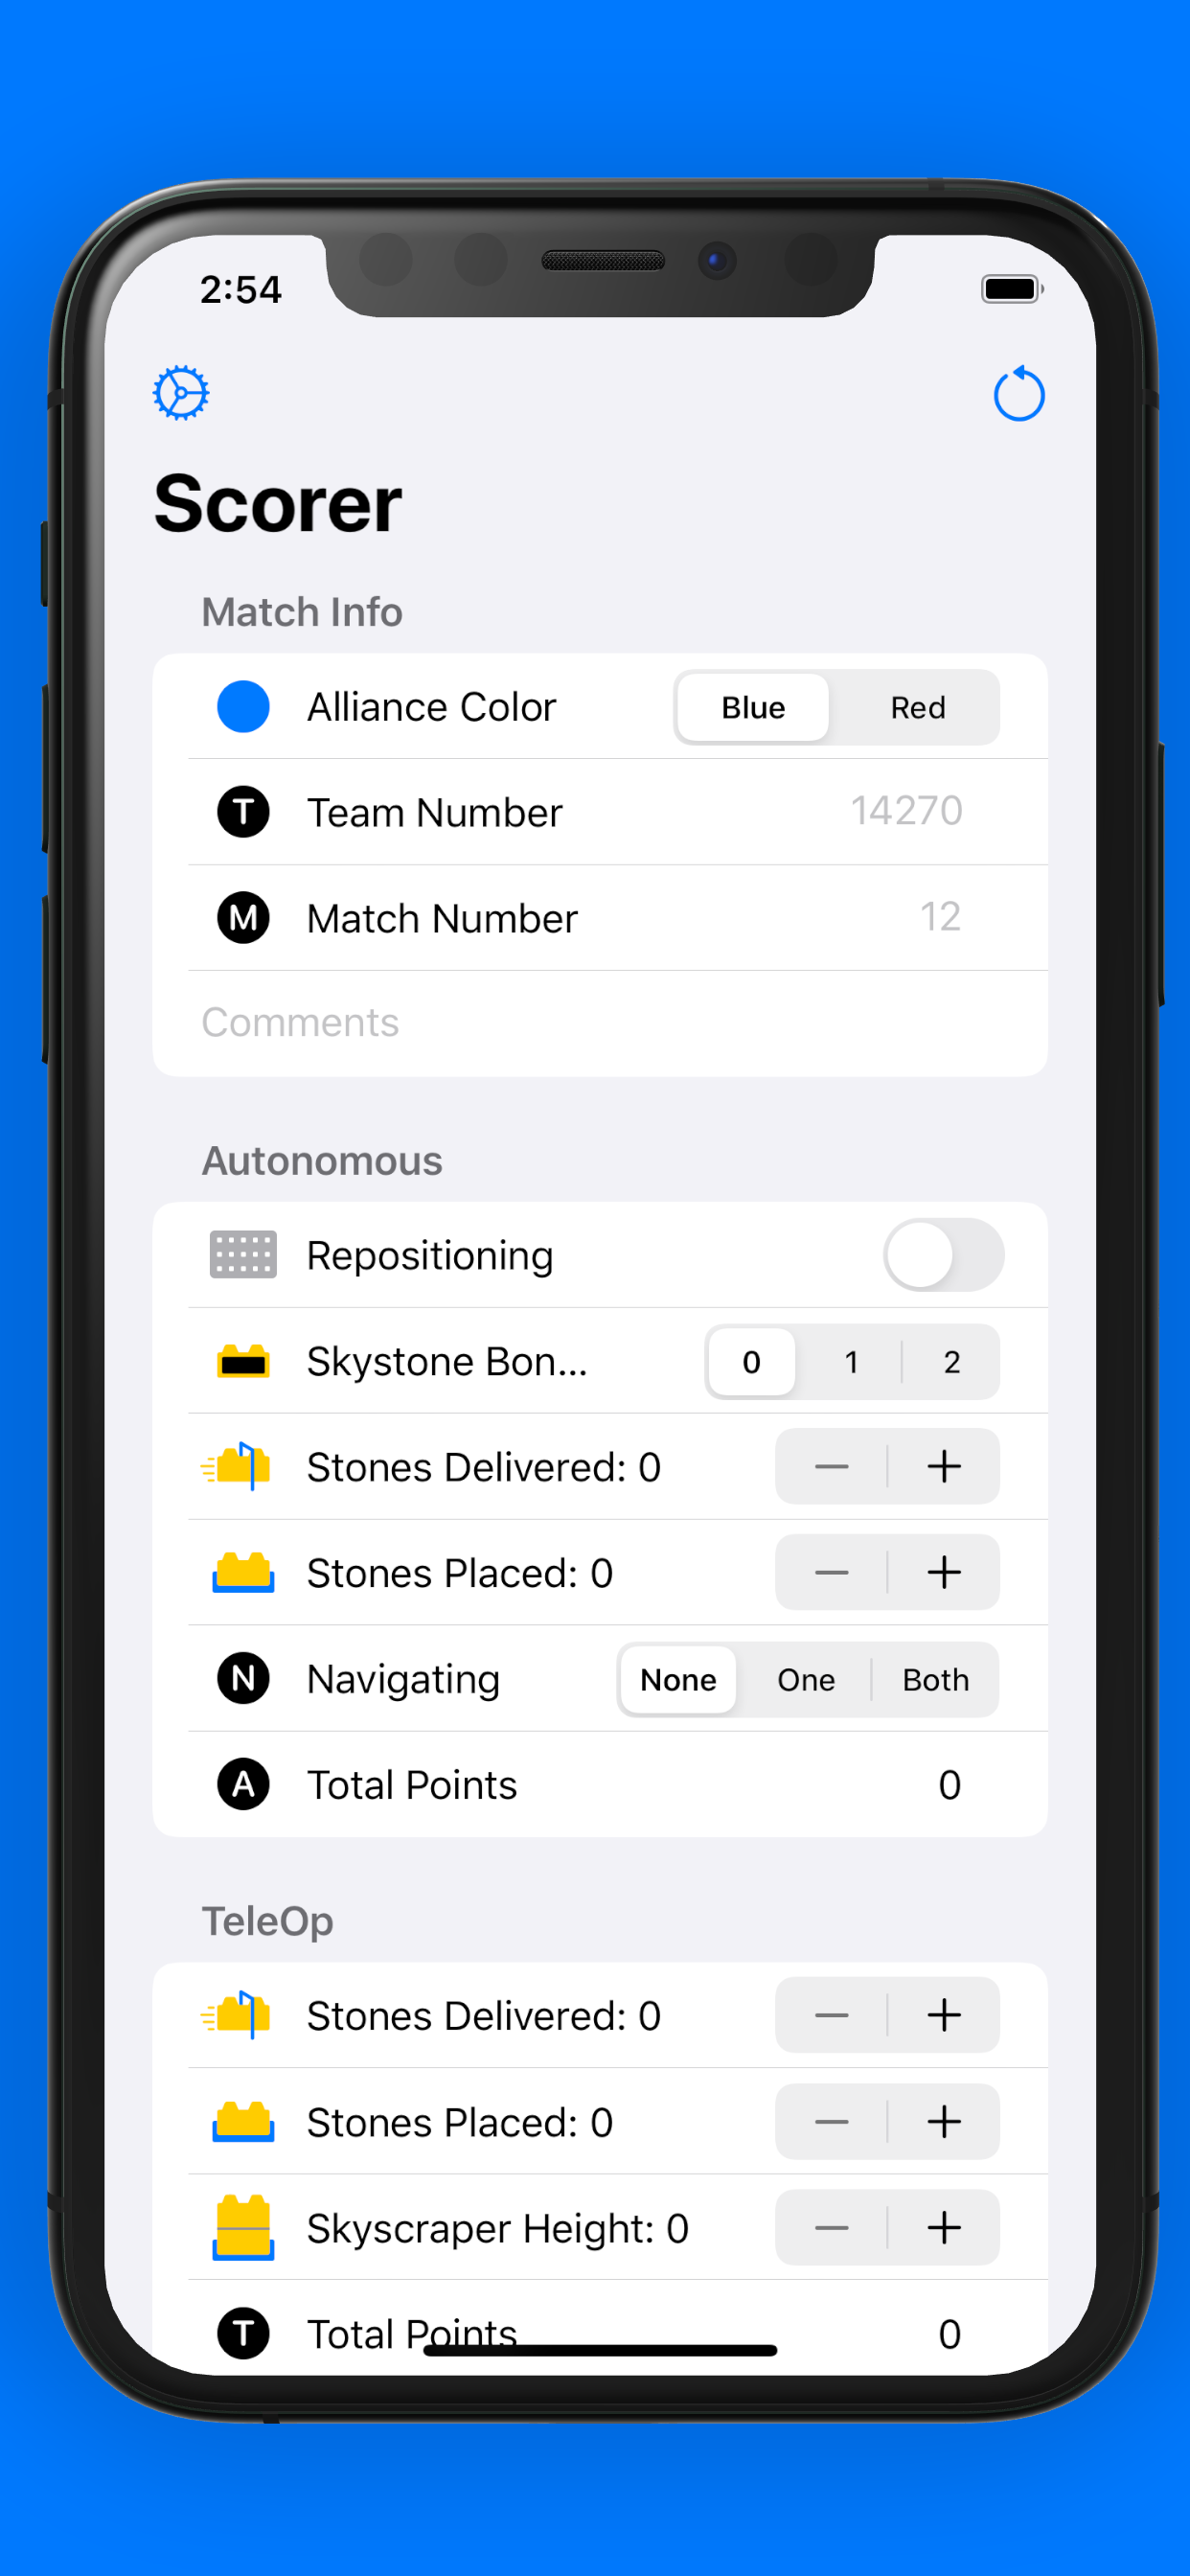 2:54
Scorer
Match Info
Alliance Color Blue Red
T Team Number 14270
M Match Number 12
Comments
Autonomous
Repositioning
Skystone Bon... 0 1 2
Stones Delivered: 0 − +
Stones Placed: 0 − +
N Navigating None One Both
A Total Points 0
TeleOp
Stones Delivered: 0 − +
Stones Placed: 0 − +
Skyscraper Height: 0 − +
T Total Points 0